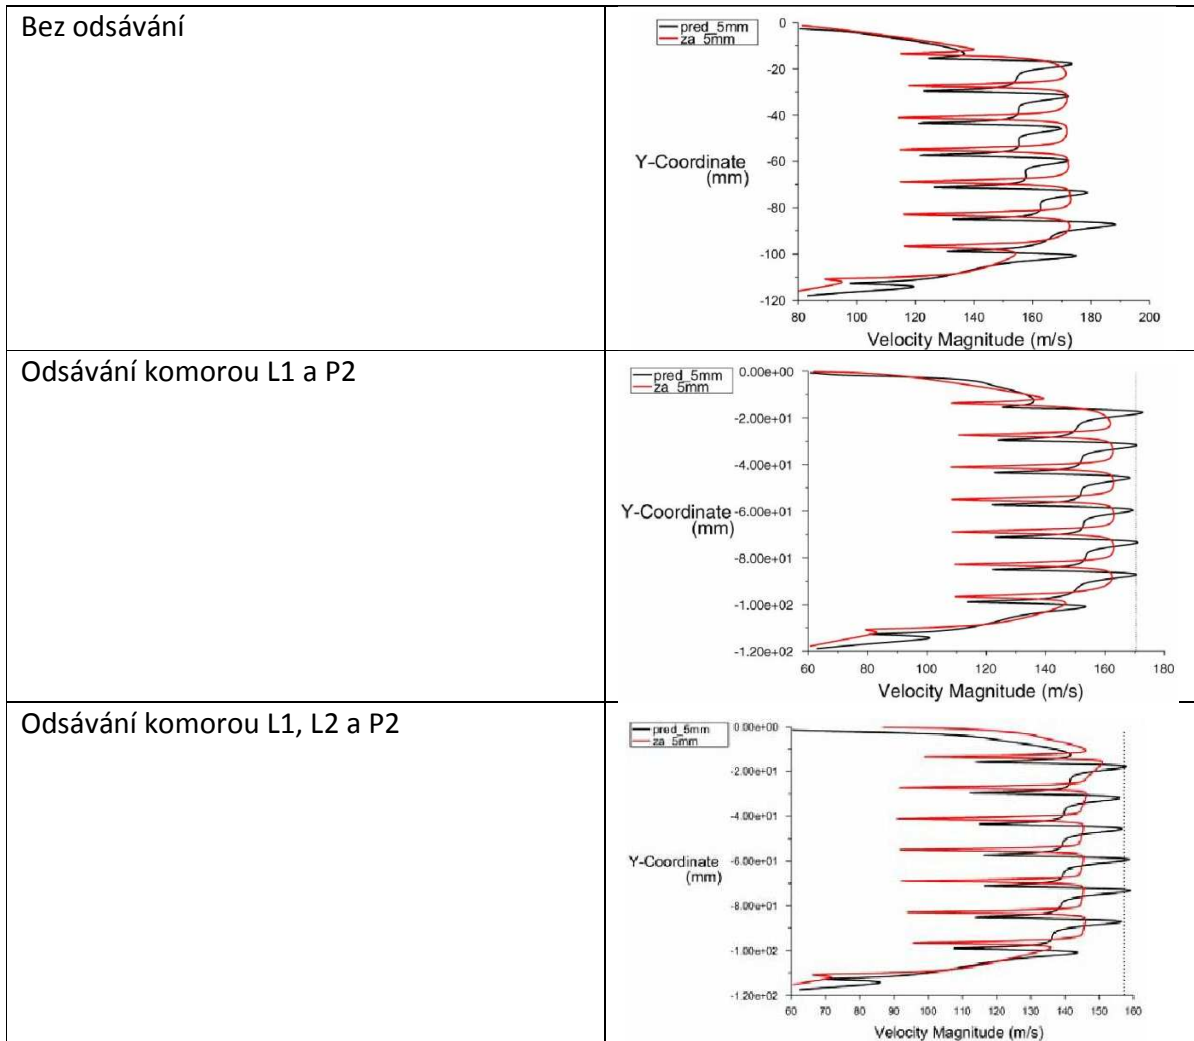 Bez odsávání
pred_5mm
za_5mm
0
-20
-40
-60
-80
-100
-120
Y-Coordinate
(mm)
80 100 120 140 160 180 200
Velocity Magnitude (m/s)
Odsávání komorou L1 a P2
pred_5mm
za_5mm
0.00e+00
-2.00e+01
-4.00e+01
-6.00e+01
-8.00e+01
-1.00e+02
-1.20e+02
Y-Coordinate
(mm)
60 80 100 120 140 160 180
Velocity Magnitude (m/s)
Odsávání komorou L1, L2 a P2
pred_5mm
za_5mm
0.00e+00
-2.00e+01
-4.00e+01
-6.00e+01
-8.00e+01
-1.00e+02
-1.20e+02
Y-Coordinate
(mm)
60 70 80 90 100 110 120 130 140 150 160
Velocity Magnitude (m/s)